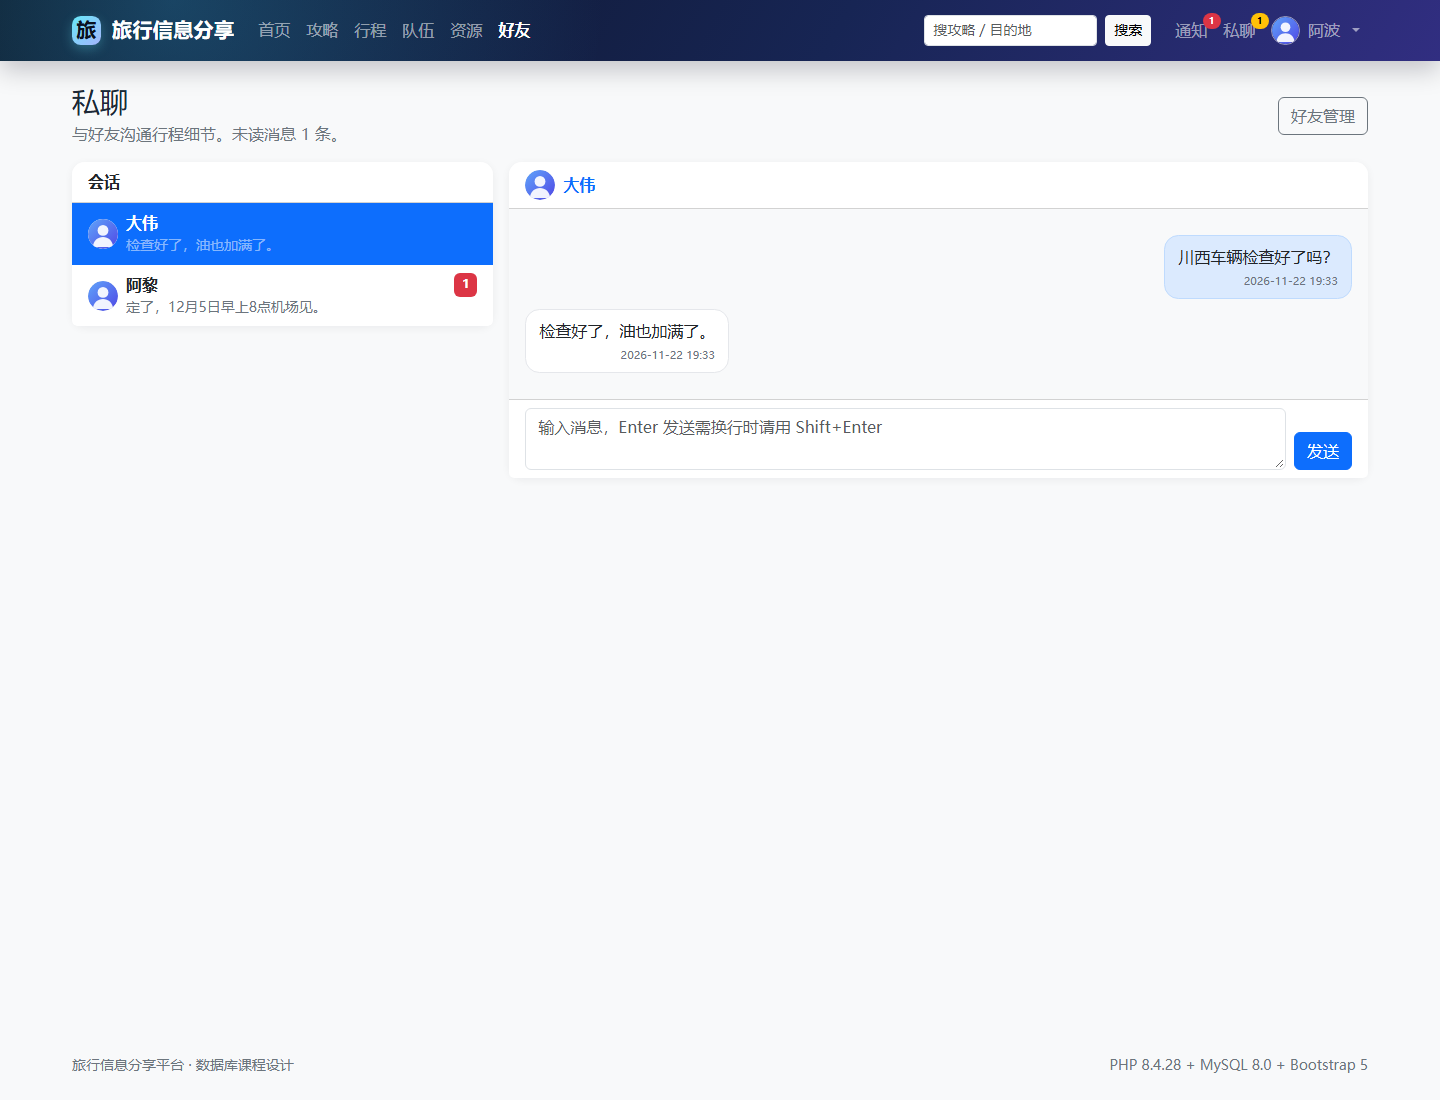 旅 旅行信息分享 首页 攻略 行程 队伍 资源 好友 搜攻略 / 目的地 搜索 通知 1 私聊 1 阿波
私聊
与好友沟通行程细节。未读消息 1 条。
好友管理
会话
大伟
检查好了，油也加满了。
阿黎
1
定了，12月5日早上8点机场见。
大伟
川西车辆检查好了吗？
2026-11-22 19:33
检查好了，油也加满了。
2026-11-22 19:33
输入消息，Enter 发送需换行时请用 Shift+Enter
发送
旅行信息分享平台 · 数据库课程设计
PHP 8.4.28 + MySQL 8.0 + Bootstrap 5